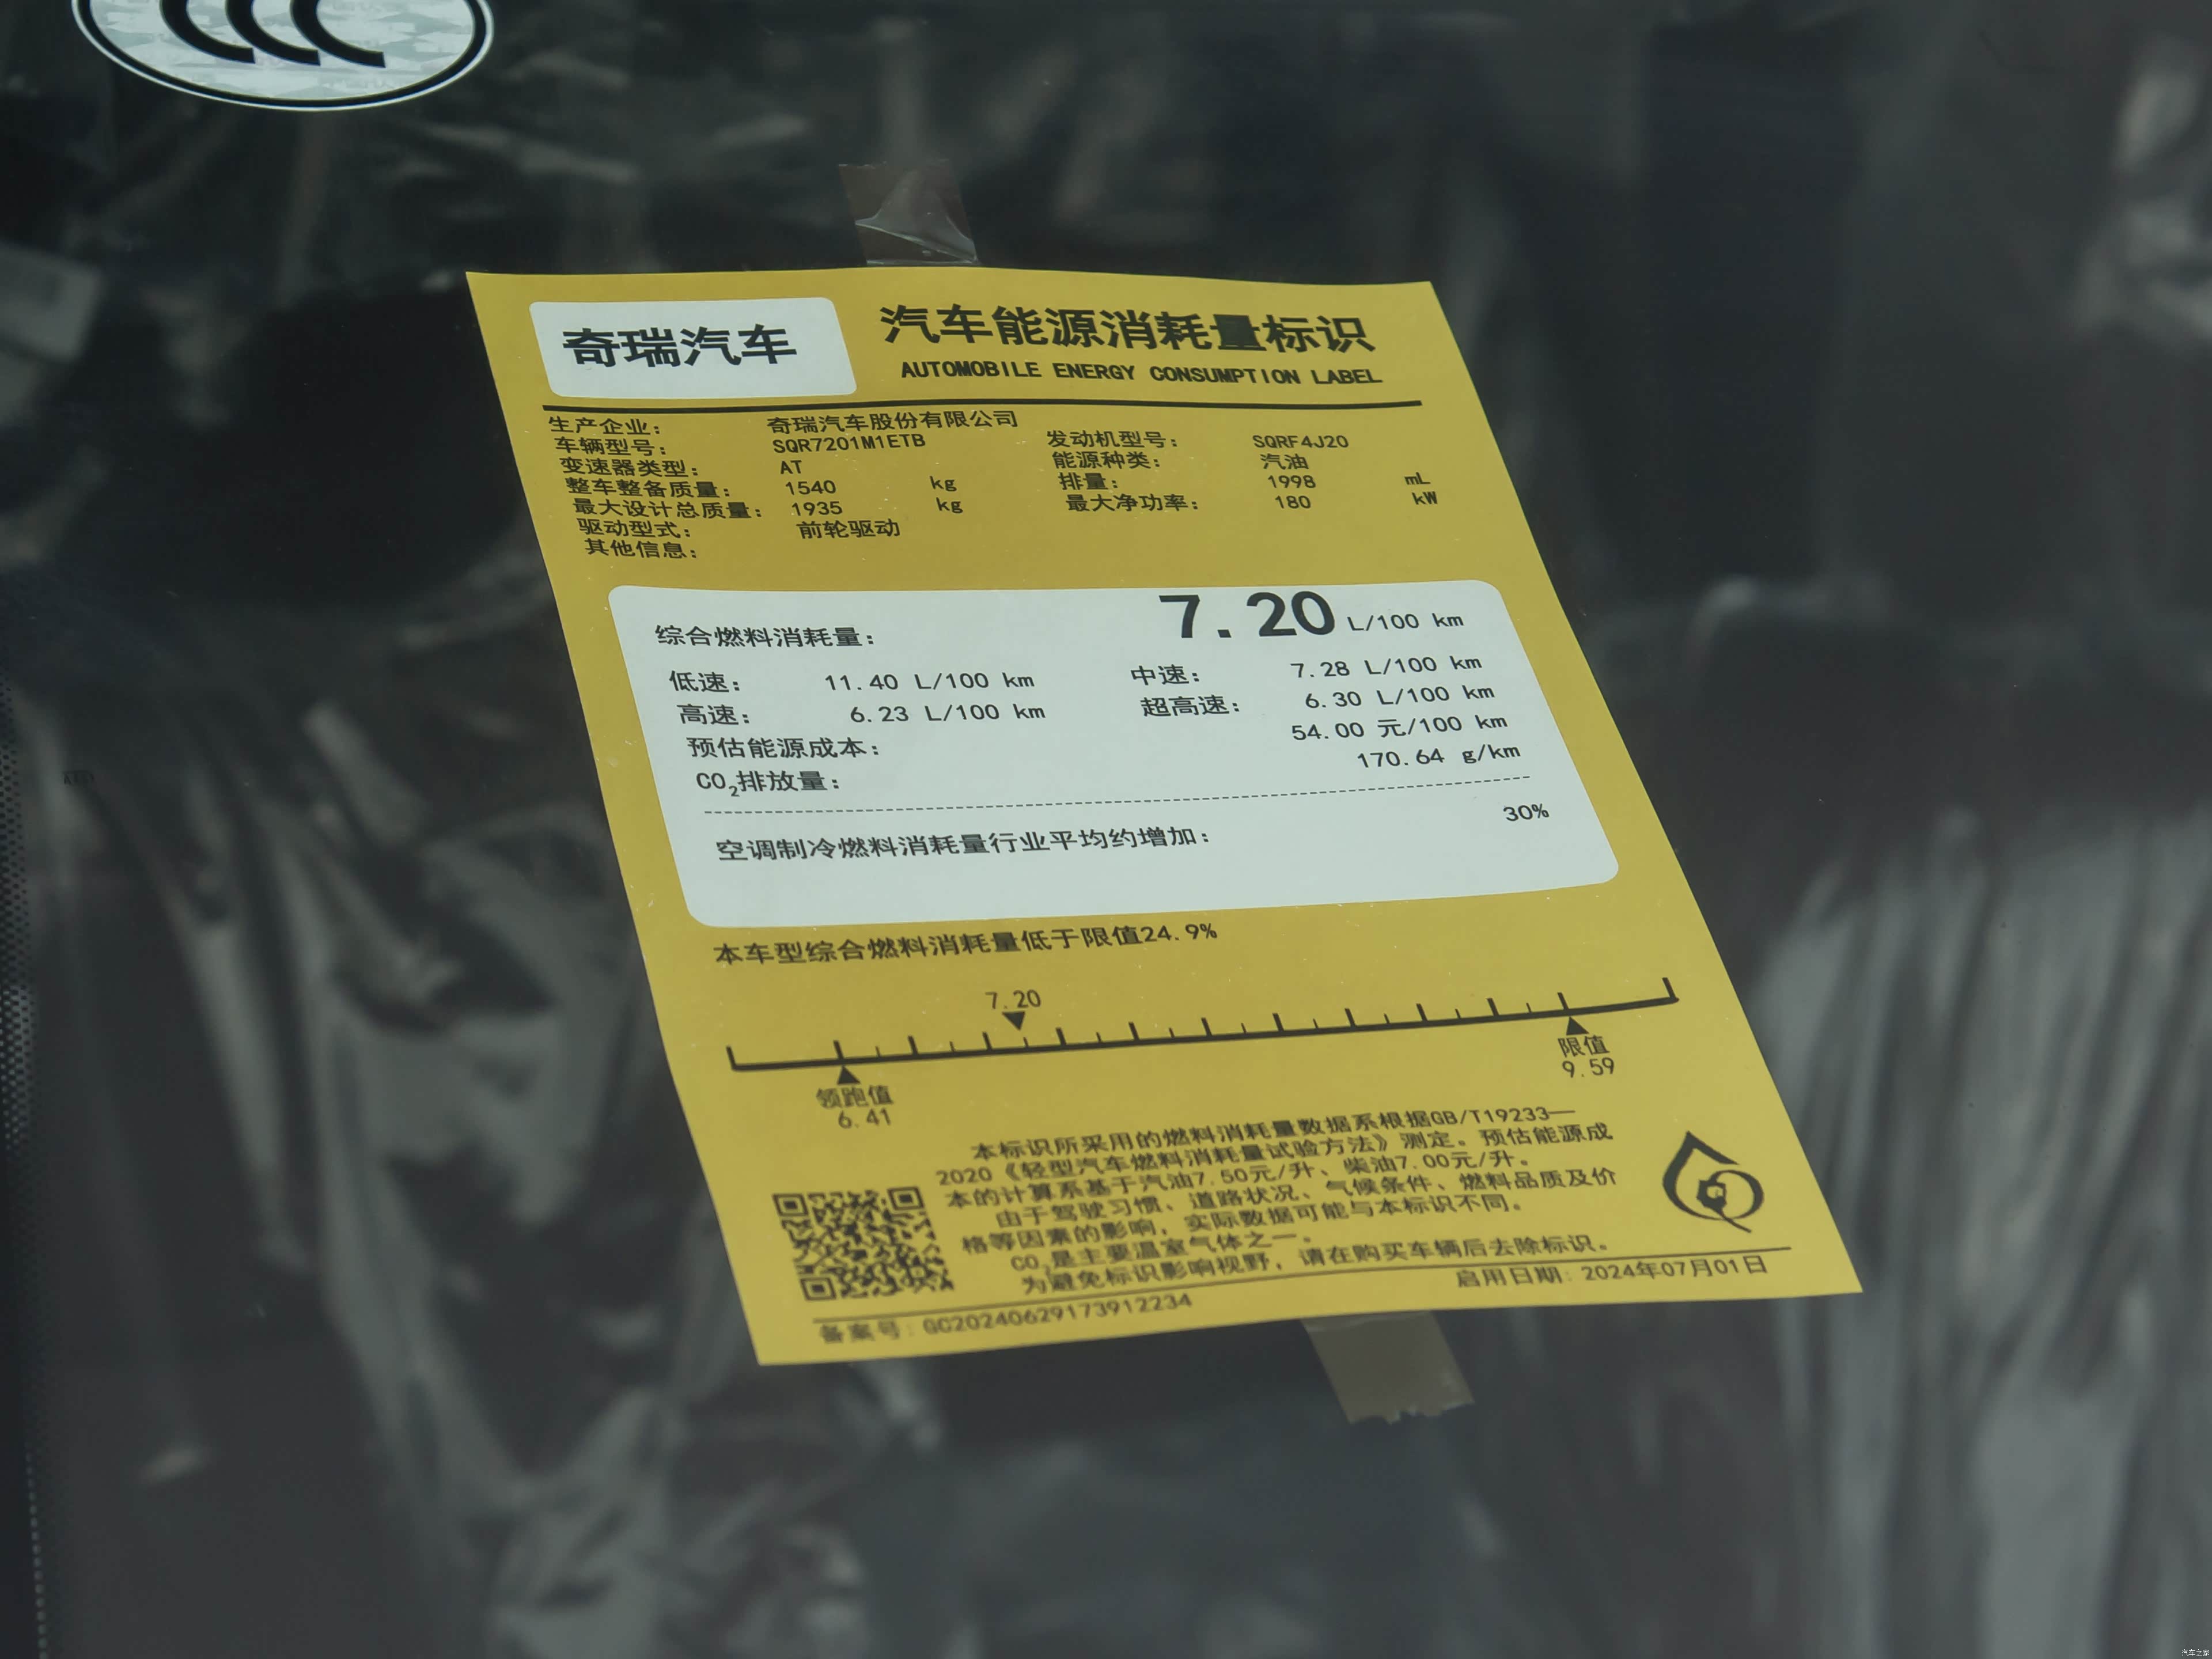 CCC
奇瑞汽车
汽车能源消耗量标识
AUTOMOBILE ENERGY CONSUMPTION LABEL
生产企业: 奇瑞汽车股份有限公司
车辆型号: SQR7201M1ETB 发动机型号: SQRF4J20
变速器类型: AT 能源种类: 汽油
整车整备质量: 1540 kg 排量: 1998 mL
最大设计总质量: 1935 kg 最大净功率: 180 kW
驱动型式: 前轮驱动
其他信息:
综合燃料消耗量: 7.20 L/100 km
低速: 11.40 L/100 km 中速: 7.28 L/100 km
高速: 6.23 L/100 km 超高速: 6.30 L/100 km
预估能源成本: 54.00 元/100 km
CO₂排放量: 170.64 g/km
空调制冷燃料消耗量行业平均约增加: 30%
本车型综合燃料消耗量低于限值24.9%
7.20
领跑值
6.41
限值
9.59
本标识所采用的燃料消耗量数据系根据GB/T19233—
2020《轻型汽车燃料消耗量试验方法》测定。预估能源成
本的计算系基于汽油7.50元/升、柴油7.00元/升。
由于驾驶习惯、道路状况、气候条件、燃料品质及价
格等因素的影响，实际数据可能与本标识不同。
CO₂是主要温室气体之一。
为避免标识影响视野，请在购买车辆后去除标识。
备案号: GC20240629173912234 启用日期: 2024年07月01日
汽车之家